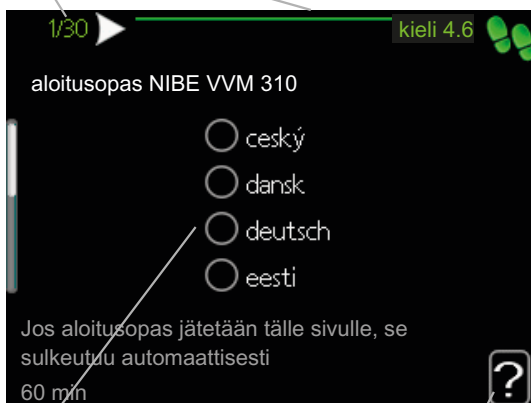 1/30
kieli 4.6
aloitusopas NIBE VVM 310
ceský
dansk
deutsch
eesti
Jos aloitusopas jätetään tälle sivulle, se
sulkeutuu automaattisesti
60 min
?